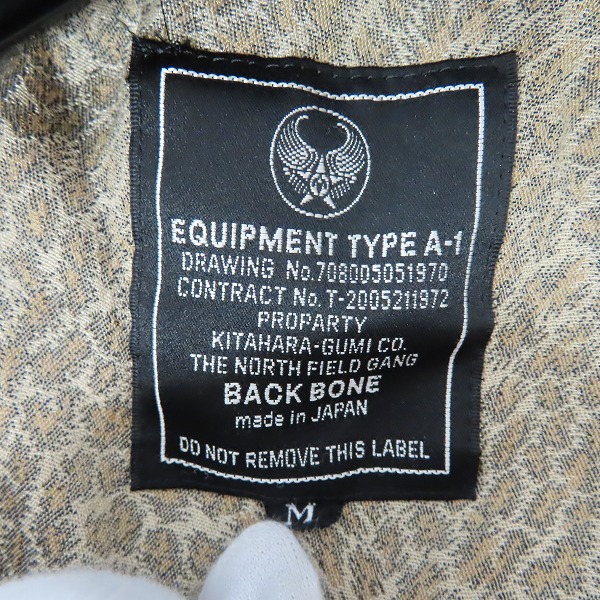 EQUIPMENT TYPE A-1
DRAWING No.708005051970
CONTRACT No. T-2005211972
PROPARTY
KITAHARA-GUMI CO.
THE NORTH FIELD GANG
BACK BONE
made in JAPAN
DO NOT REMOVE THIS LABEL
M